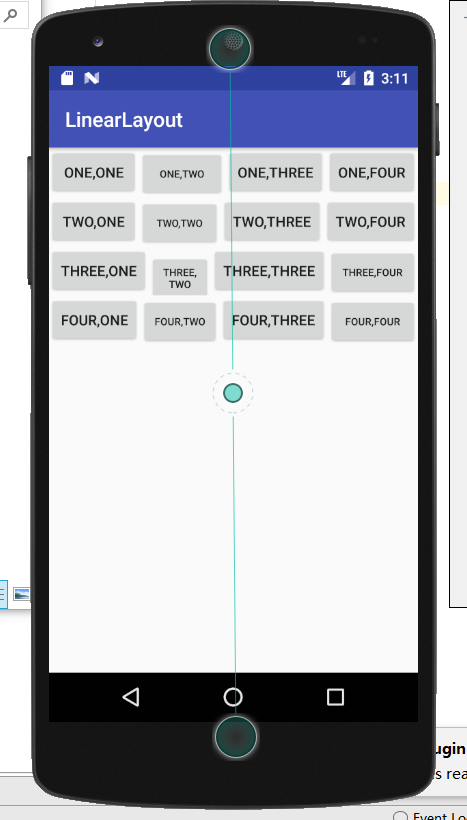 LTE 3:11
LinearLayout
ONE,ONE ONE,TWO ONE,THREE ONE,FOUR
TWO,ONE TWO,TWO TWO,THREE TWO,FOUR
THREE,ONE THREE, TWO THREE,THREE THREE,FOUR
FOUR,ONE FOUR,TWO FOUR,THREE FOUR,FOUR
ugin
s rea
Event Lo